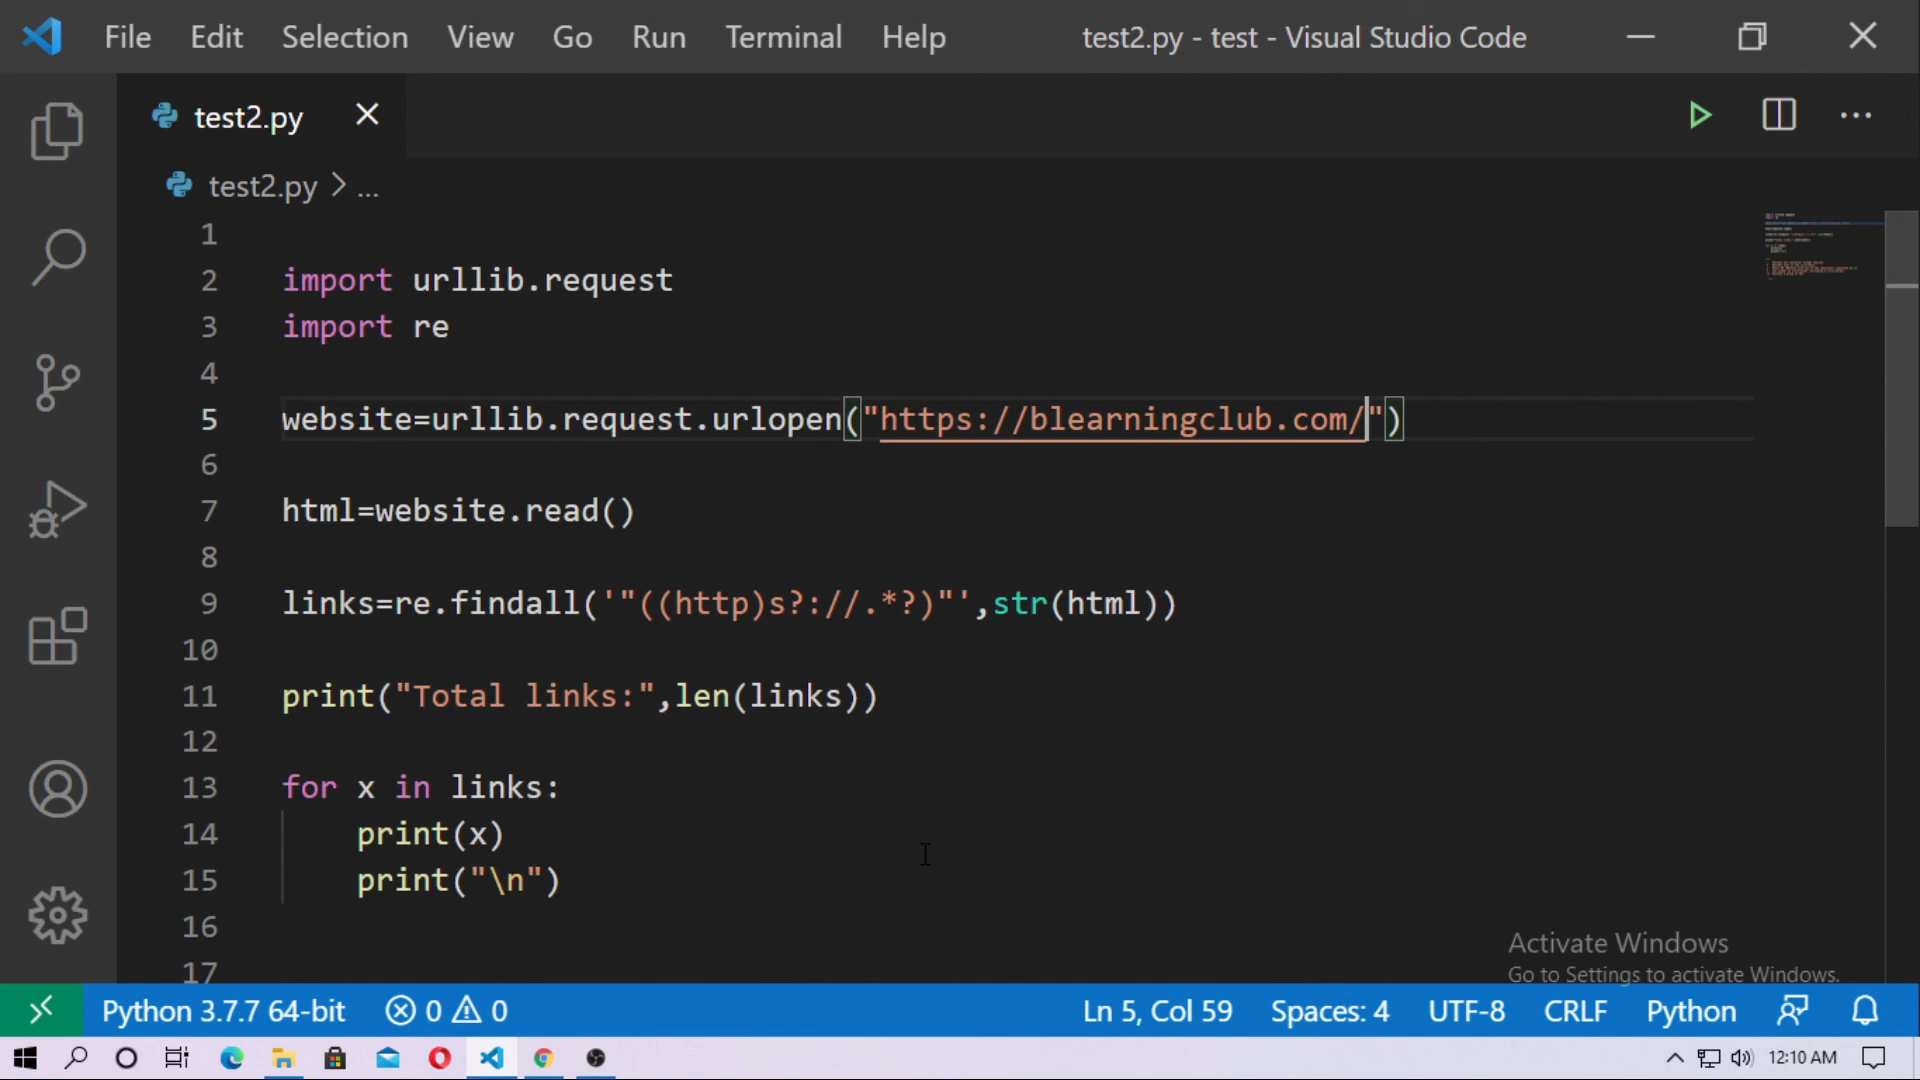 File Edit Selection View Go Run Terminal Help test2.py - test - Visual Studio Code
test2.py
test2.py > ...
1
2 import urllib.request
3 import re
4
5 website=urllib.request.urlopen("https://blearningclub.com/")
6
7 html=website.read()
8
9 links=re.findall('"((http)s?://.*?)"',str(html))
10
11 print("Total links:",len(links))
12
13 for x in links:
14     print(x)
15     print("\n")
16
17
Activate Windows
Go to Settings to activate Windows.
Python 3.7.7 64-bit 0 0 Ln 5, Col 59 Spaces: 4 UTF-8 CRLF Python
12:10 AM